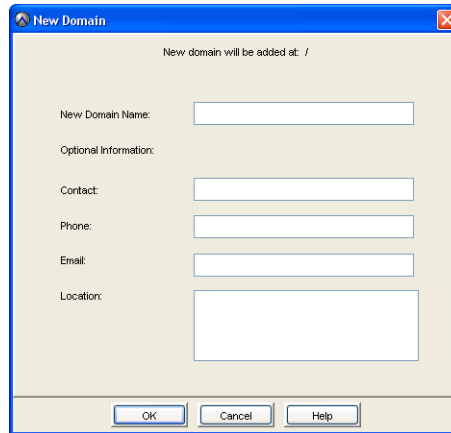 New Domain
New domain will be added at: /
New Domain Name:
Optional Information:
Contact:
Phone:
Email:
Location:
OK Cancel Help